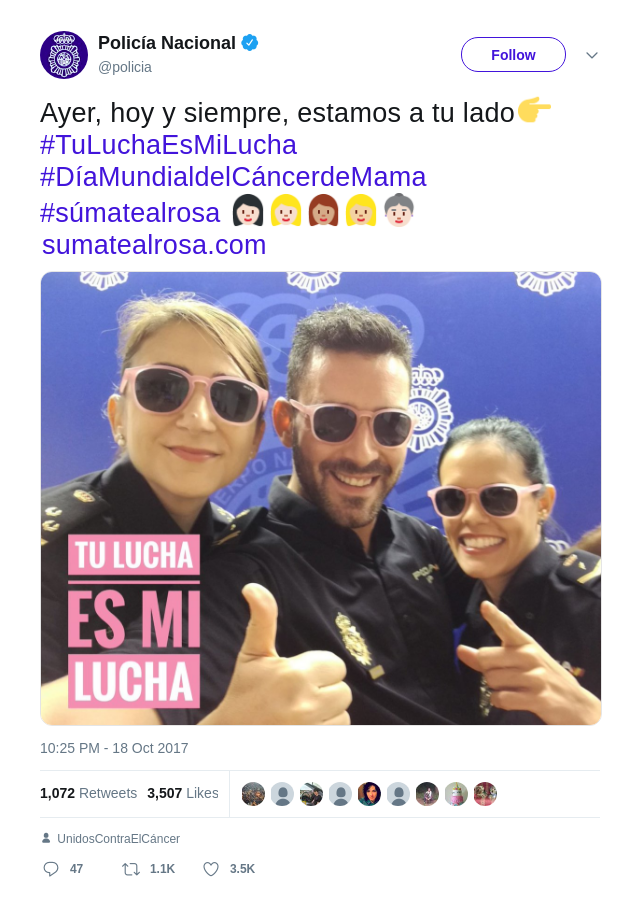 Policía Nacional
@policia
Follow
Ayer, hoy y siempre, estamos a tu lado👉
#TuLuchaEsMiLucha
#DíaMundialdelCáncerdeMama
#súmatealrosa 👩🏻👱🏻‍♀️👩🏽👱🏼‍♀️👵🏻
sumatealrosa.com
TU LUCHA
ES MI
LUCHA
10:25 PM - 18 Oct 2017
1,072 Retweets 3,507 Likes
UnidosContraElCáncer
47 1.1K 3.5K